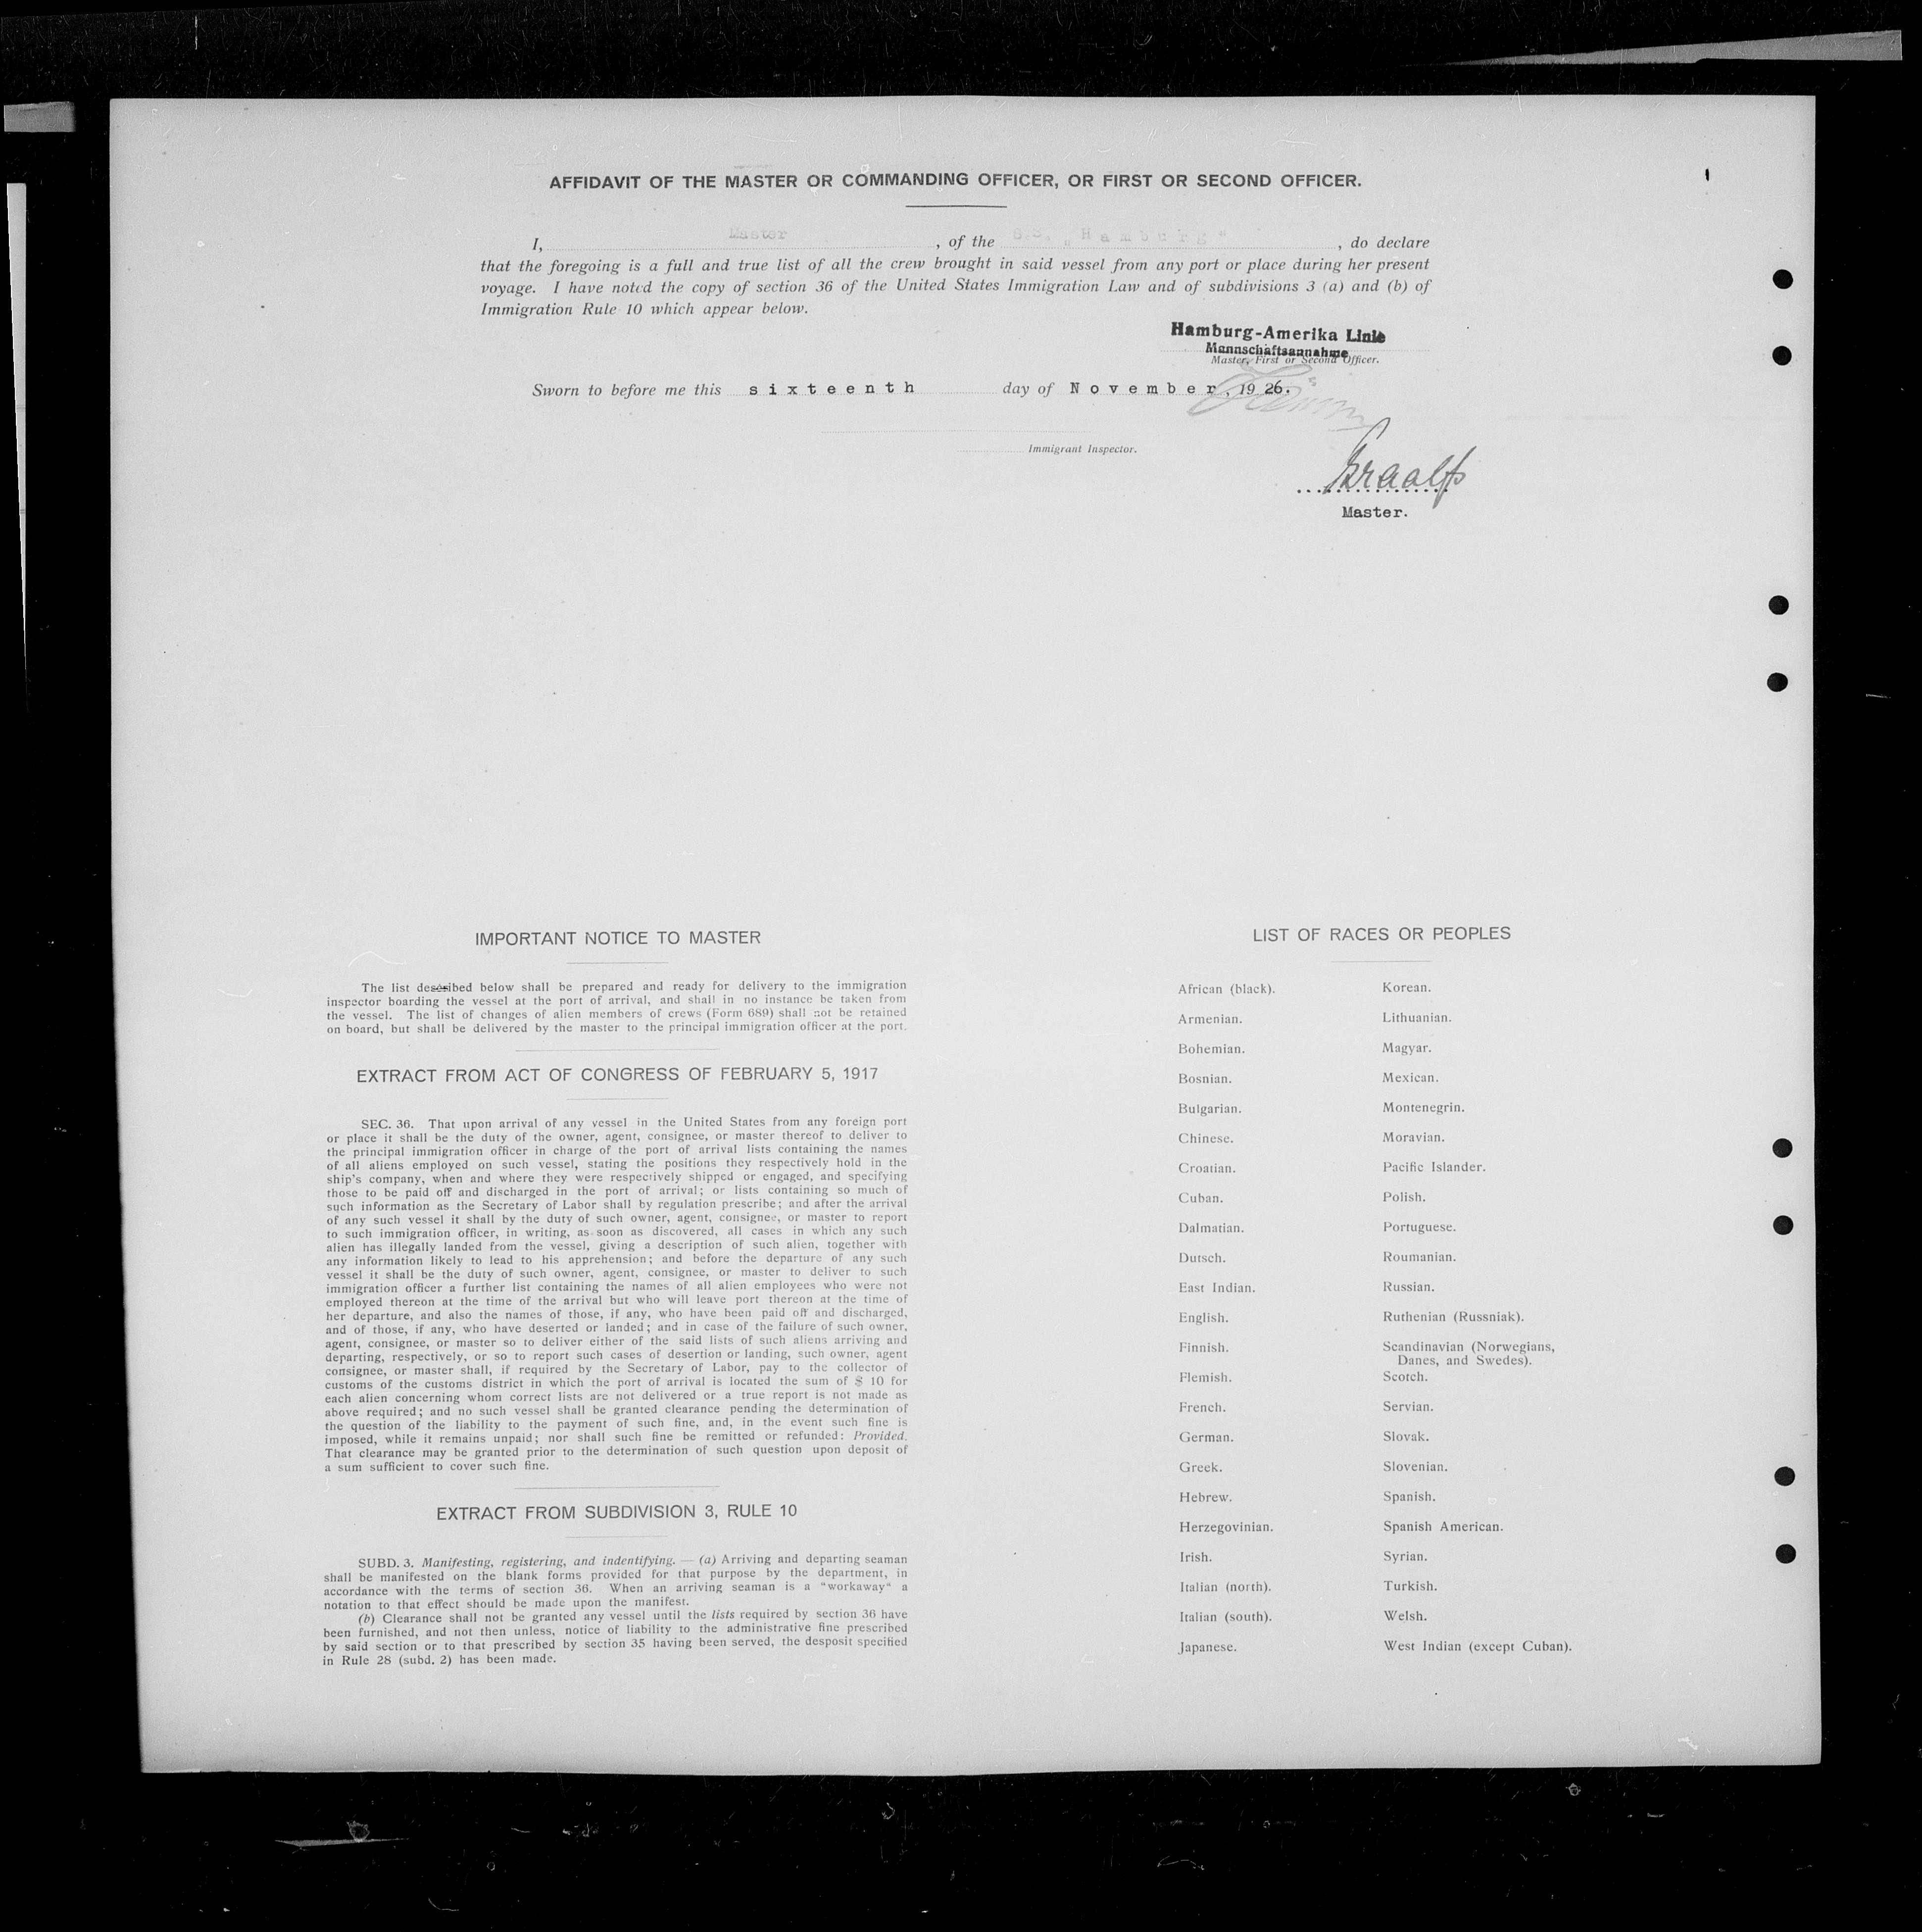 AFFIDAVIT OF THE MASTER OR COMMANDING OFFICER, OR FIRST OR SECOND OFFICER.
I, Master, of the S.S. „Hamburg“, do declare
that the foregoing is a full and true list of all the crew brought in said vessel from any port or place during her present
voyage. I have noted the copy of section 36 of the United States Immigration Law and of subdivisions 3 (a) and (b) of
Immigration Rule 10 which appear below.
Hamburg-Amerika Linie
Mannschaftsannahme
Master, First or Second Officer.
Sworn to before me this sixteenth day of November, 1926.
Immigrant Inspector.
Graalfs
Master.
IMPORTANT NOTICE TO MASTER
The list described below shall be prepared and ready for delivery to the immigration
inspector boarding the vessel at the port of arrival, and shall in no instance be taken from
the vessel. The list of changes of alien members of crews (Form 689) shall not be retained
on board, but shall be delivered by the master to the principal immigration officer at the port.
EXTRACT FROM ACT OF CONGRESS OF FEBRUARY 5, 1917
SEC. 36. That upon arrival of any vessel in the United States from any foreign port
or place it shall be the duty of the owner, agent, consignee, or master thereof to deliver to
the principal immigration officer in charge of the port of arrival lists containing the names
of all aliens employed on such vessel, stating the positions they respectively hold in the
ship's company, when and where they were respectively shipped or engaged, and specifying
those to be paid off and discharged in the port of arrival; or lists containing so much of
such information as the Secretary of Labor shall by regulation prescribe; and after the arrival
of any such vessel it shall by the duty of such owner, agent, consignee, or master to report
to such immigration officer, in writing, as soon as discovered, all cases in which any such
alien has illegally landed from the vessel, giving a description of such alien, together with
any information likely to lead to his apprehension; and before the departure of any such
vessel it shall be the duty of such owner, agent, consignee, or master to deliver to such
immigration officer a further list containing the names of all alien employees who were not
employed thereon at the time of the arrival but who will leave port thereon at the time of
her departure, and also the names of those, if any, who have been paid off and discharged,
and of those, if any, who have deserted or landed; and in case of the failure of such owner,
agent, consignee, or master so to deliver either of the said lists of such aliens arriving and
departing, respectively, or so to report such cases of desertion or landing, such owner, agent
consignee, or master shall, if required by the Secretary of Labor, pay to the collector of
customs of the customs district in which the port of arrival is located the sum of $ 10 for
each alien concerning whom correct lists are not delivered or a true report is not made as
above required; and no such vessel shall be granted clearance pending the determination of
the question of the liability to the payment of such fine, and, in the event such fine is
imposed, while it remains unpaid; nor shall such fine be remitted or refunded: Provided.
That clearance may be granted prior to the determination of such question upon deposit of
a sum sufficient to cover such fine.
EXTRACT FROM SUBDIVISION 3, RULE 10
SUBD. 3. Manifesting, registering, and indentifying. — (a) Arriving and departing seaman
shall be manifested on the blank forms provided for that purpose by the department, in
accordance with the terms of section 36. When an arriving seaman is a "workaway" a
notation to that effect should be made upon the manifest.
(b) Clearance shall not be granted any vessel until the lists required by section 36 have
been furnished, and not then unless, notice of liability to the administrative fine prescribed
by said section or to that prescribed by section 35 having been served, the desposit specified
in Rule 28 (subd. 2) has been made.
LIST OF RACES OR PEOPLES
African (black).
Armenian.
Bohemian.
Bosnian.
Bulgarian.
Chinese.
Croatian.
Cuban.
Dalmatian.
Dutsch.
East Indian.
English.
Finnish.
Flemish.
French.
German.
Greek.
Hebrew.
Herzegovinian.
Irish.
Italian (north).
Italian (south).
Japanese.
Korean.
Lithuanian.
Magyar.
Mexican.
Montenegrin.
Moravian.
Pacific Islander.
Polish.
Portuguese.
Roumanian.
Russian.
Ruthenian (Russniak).
Scandinavian (Norwegians,
Danes, and Swedes).
Scotch.
Servian.
Slovak.
Slovenian.
Spanish.
Spanish American.
Syrian.
Turkish.
Welsh.
West Indian (except Cuban).